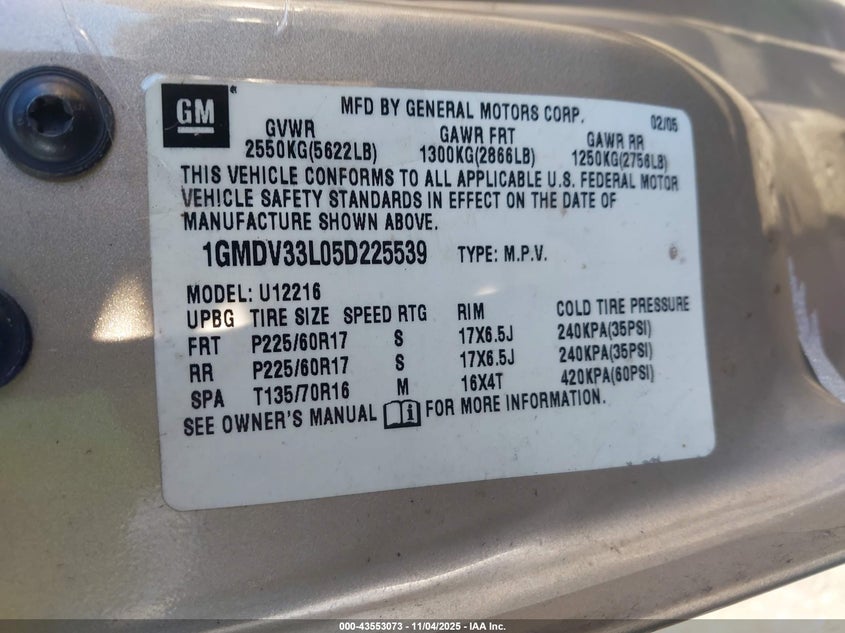 GM
MFD BY GENERAL MOTORS CORP. 02/05
GVWR GAWR FRT GAWR RR
2550KG(5622LB) 1300KG(2866LB) 1250KG(2756LB)
THIS VEHICLE CONFORMS TO ALL APPLICABLE U.S. FEDERAL MOTOR
VEHICLE SAFETY STANDARDS IN EFFECT ON THE DATE OF
MANUFACTURE SHOWN ABOVE.
1GMDV33L05D225539 TYPE: M.P.V.
MODEL: U12216
UPBG TIRE SIZE SPEED RTG RIM COLD TIRE PRESSURE
FRT P225/60R17 S 17X6.5J 240KPA(35PSI)
RR P225/60R17 S 17X6.5J 240KPA(35PSI)
SPA T135/70R16 M 16X4T 420KPA(60PSI)
SEE OWNER'S MANUAL i FOR MORE INFORMATION.
000-43553073 - 11/04/2025 - IAA Inc.